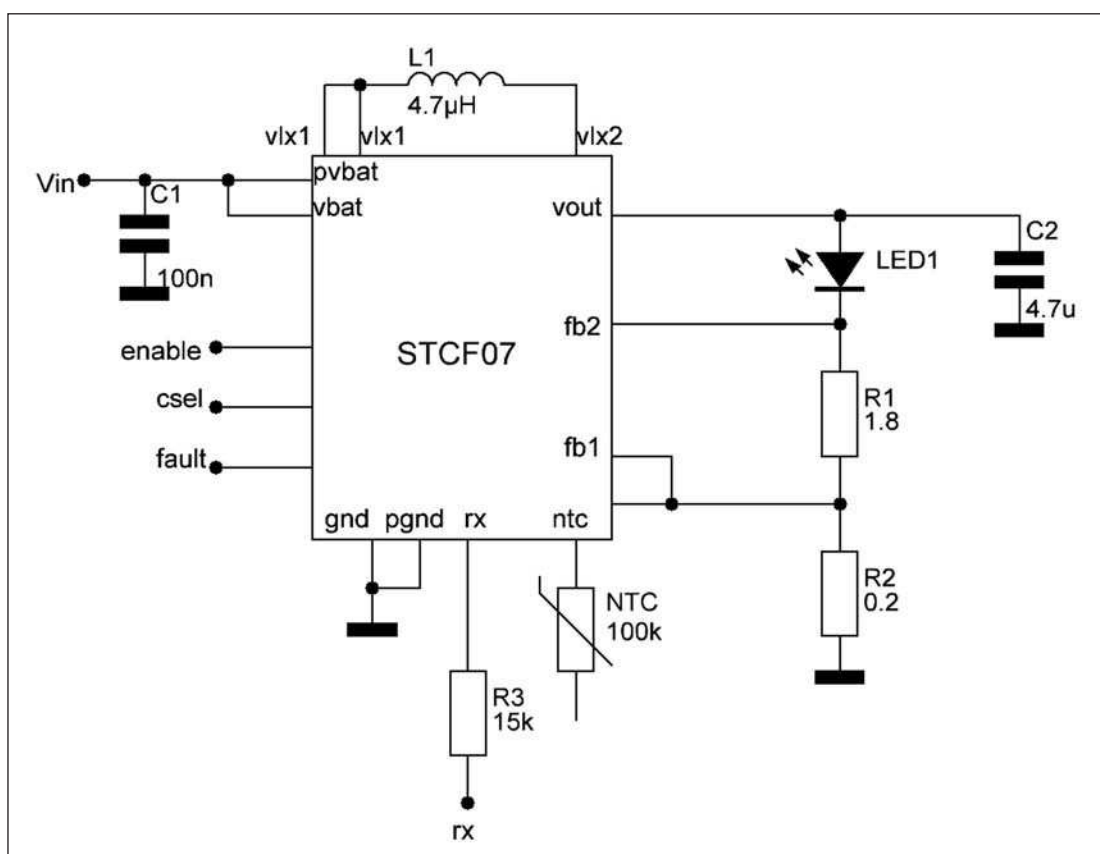 L1
4.7µH
vlx1
vlx1
vlx2
Vin
C1
100n
pvbat
vbat
vout
C2
4.7u
LED1
fb2
enable
STCF07
csel
R1
1.8
fault
fb1
gnd
pgnd
rx
ntc
R2
0.2
NTC
100k
R3
15k
rx